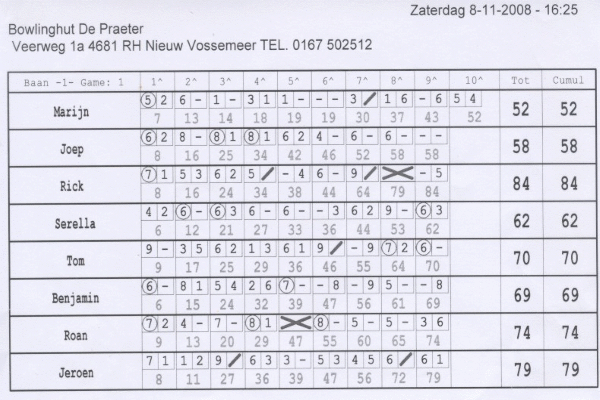 Zaterdag 8-11-2008 - 16:25
Bowlinghut De Praeter
Veerweg 1a 4681 RH Nieuw Vossemeer TEL. 0167 502512
Baan -1- Game: 1 1^ 2^ 3^ 4^ 5^ 6^ 7^ 8^ 9^ 10^ Tot Cumul
Marijn 5 2 6 - 1 - 3 1 1 - - - 3 / 1 6 - 6 5 4 52 52
7 13 14 18 19 19 30 37 43 52
Joep 6 2 8 - 8 1 8 1 6 2 4 - 6 - 6 - - - 58 58
8 16 25 34 42 46 52 58 58
Rick 7 1 5 3 6 2 5 / - 4 6 - 9 / X - 5 84 84
8 16 24 34 38 44 64 79 84
Serella 4 2 6 - 6 3 6 - 6 - - 3 6 2 9 - 6 3 62 62
6 12 21 27 33 36 44 53 62
Tom 9 - 3 5 6 2 1 3 6 1 9 / - 9 7 2 6 - 70 70
9 17 25 29 36 46 55 64 70
Benjamin 6 - 8 1 5 4 2 6 7 - - 8 - 9 5 - - 8 69 69
6 15 24 32 39 47 56 61 69
Roan 7 2 4 - 7 - 8 1 X 8 - 5 - 5 - 3 6 74 74
9 13 20 29 47 55 60 65 74
Jeroen 7 1 1 2 9 / 6 3 3 - 5 3 4 5 6 / 6 1 79 79
8 11 27 36 39 47 56 72 79